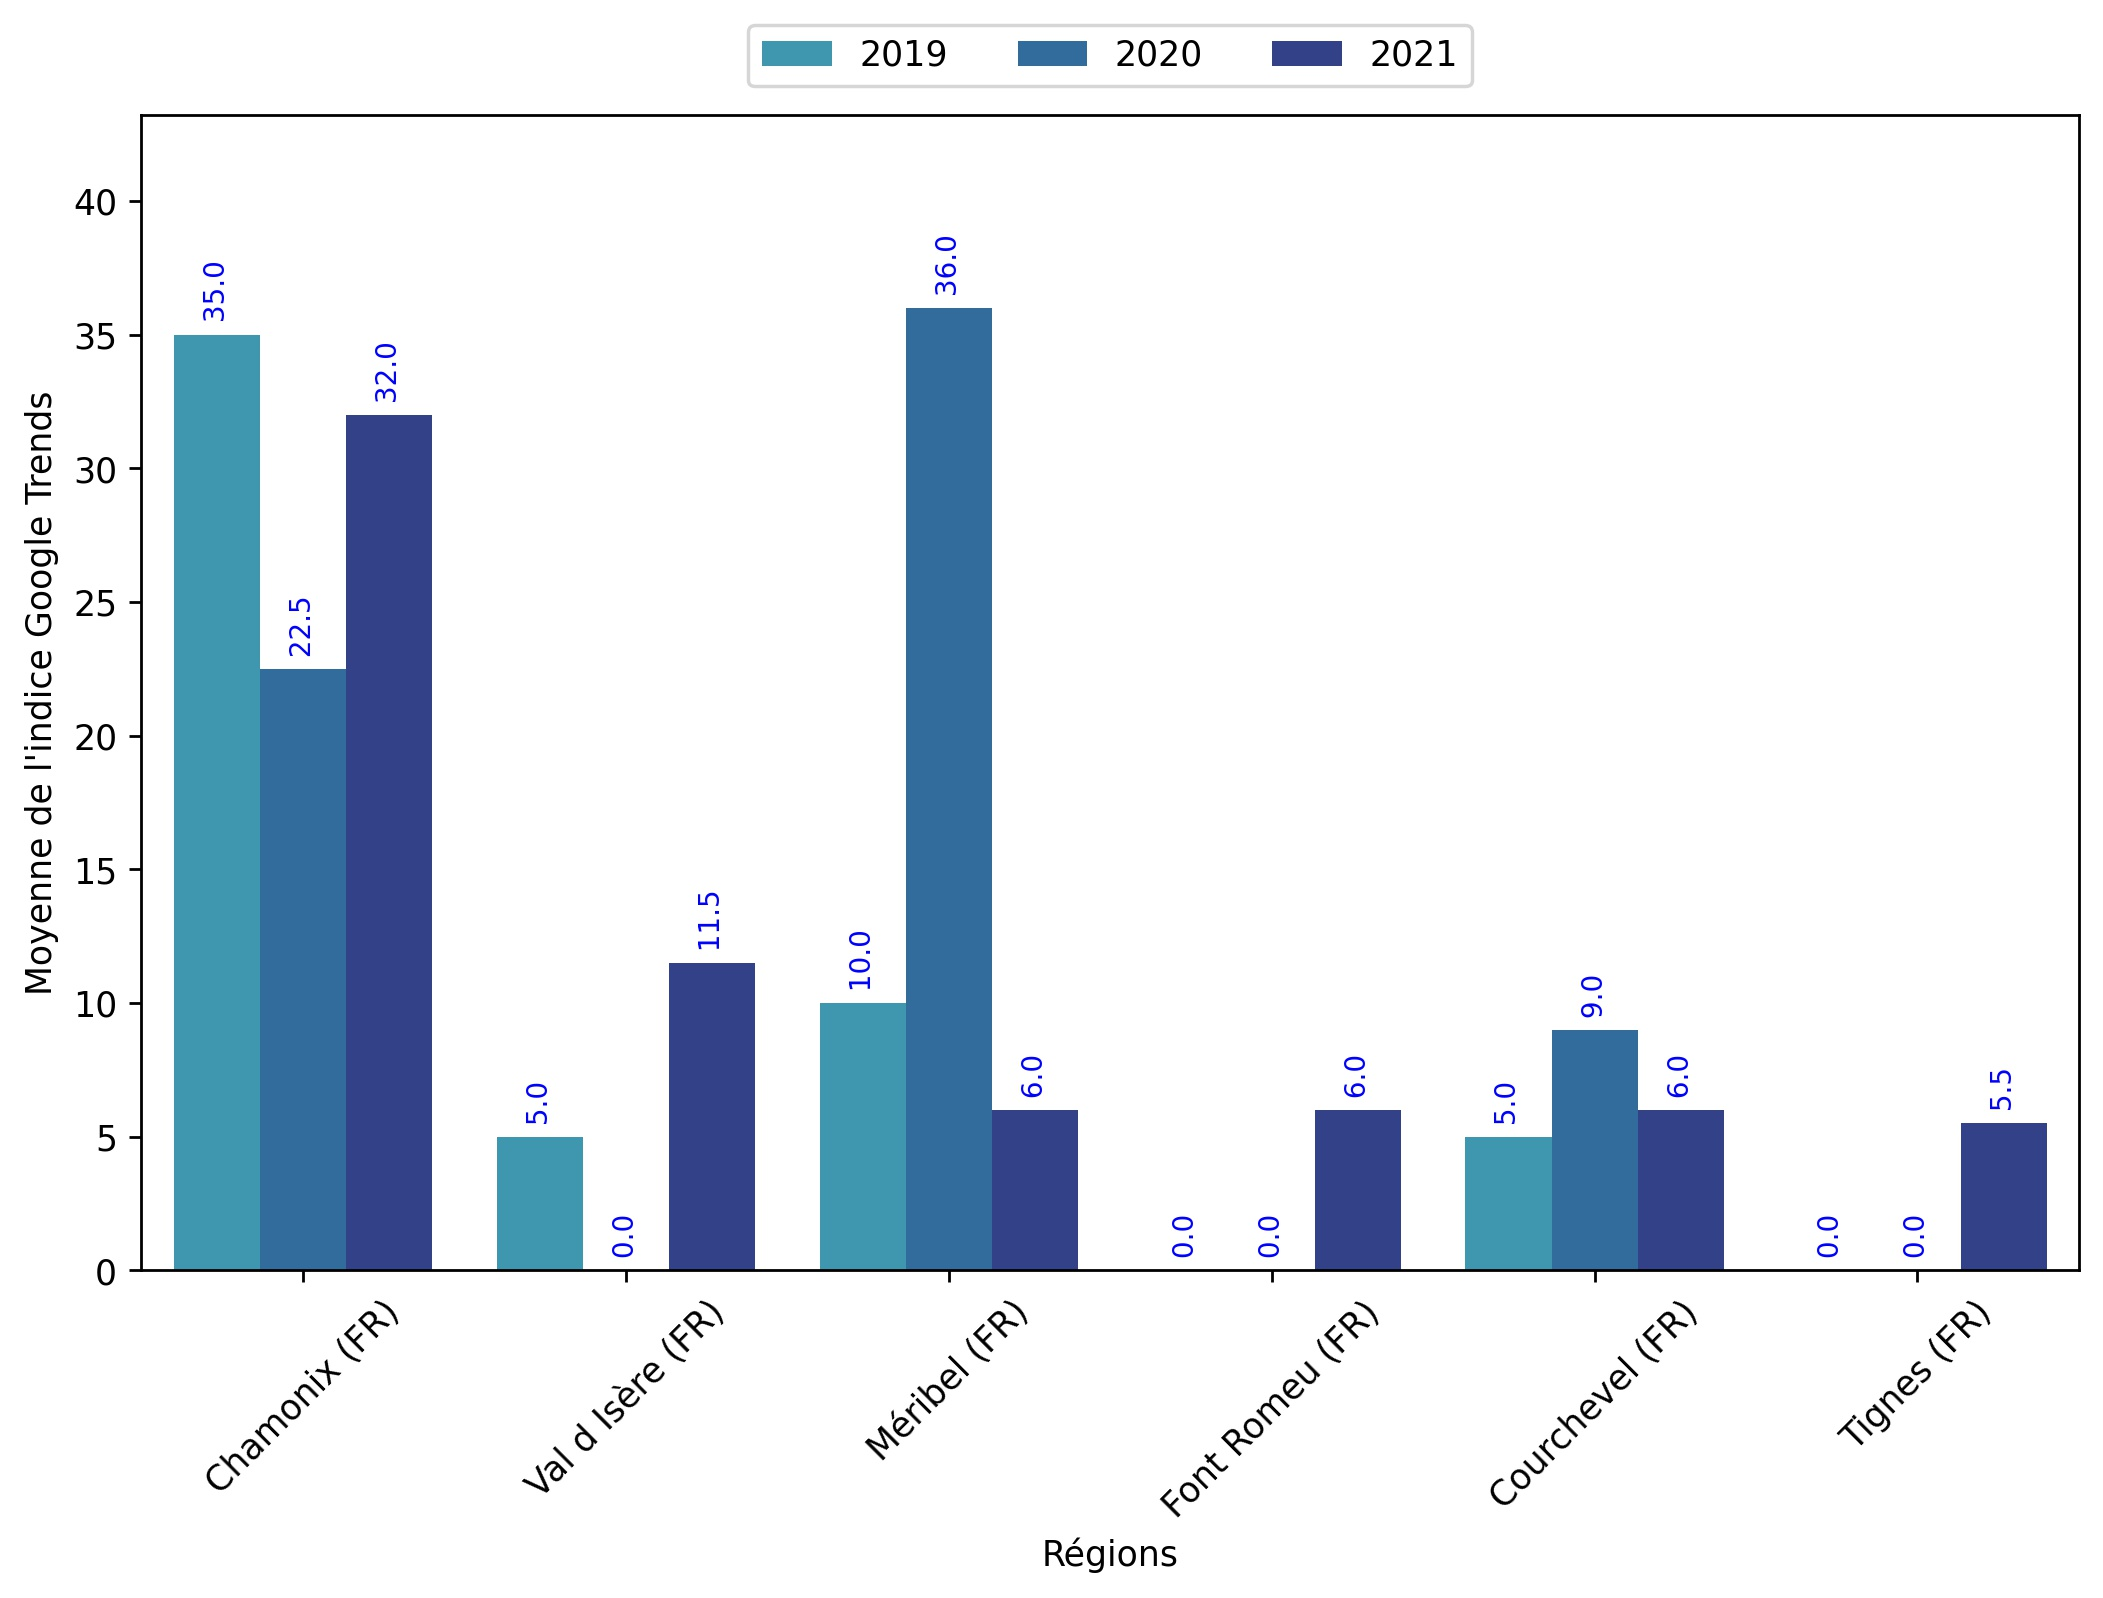 2019 2020 2021
Moyenne de l'indice Google Trends
40
35
30
25
20
15
10
5
0
35.0 22.5 32.0
5.0 0.0 11.5
10.0 36.0 6.0
0.0 0.0 6.0
5.0 9.0 6.0
0.0 0.0 5.5
Chamonix (FR)
Val d Isère (FR)
Méribel (FR)
Font Romeu (FR)
Courchevel (FR)
Tignes (FR)
Régions